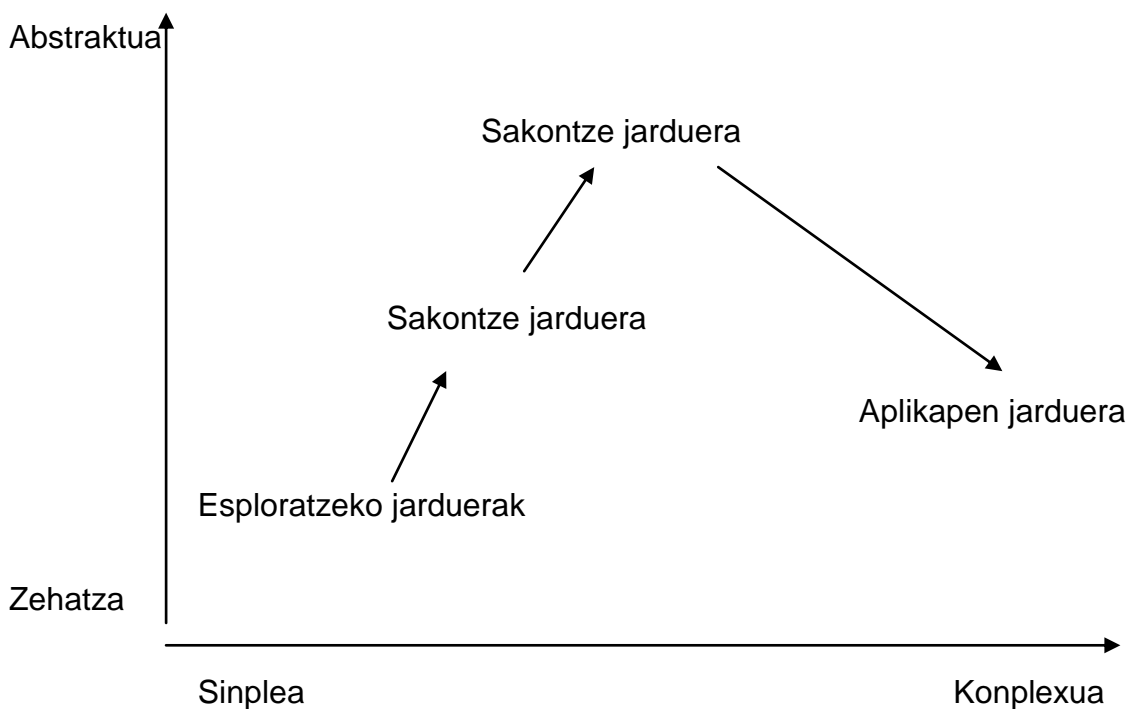 Abstraktua
Sakontze jarduera
Sakontze jarduera
Aplikapen jarduera
Esploratzeko jarduerak
Zehatza
Sinplea
Konplexua